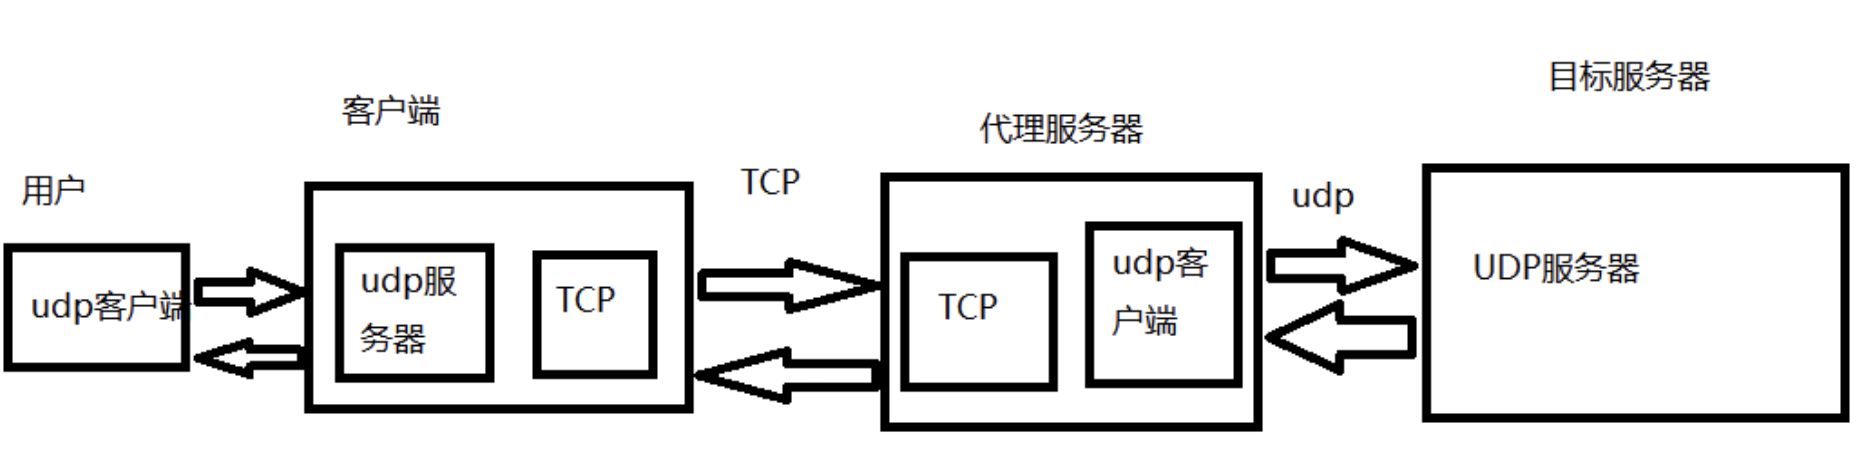 用户
udp客户端
客户端
udp服
务器
TCP
TCP
代理服务器
TCP
udp客
户端
udp
目标服务器
UDP服务器